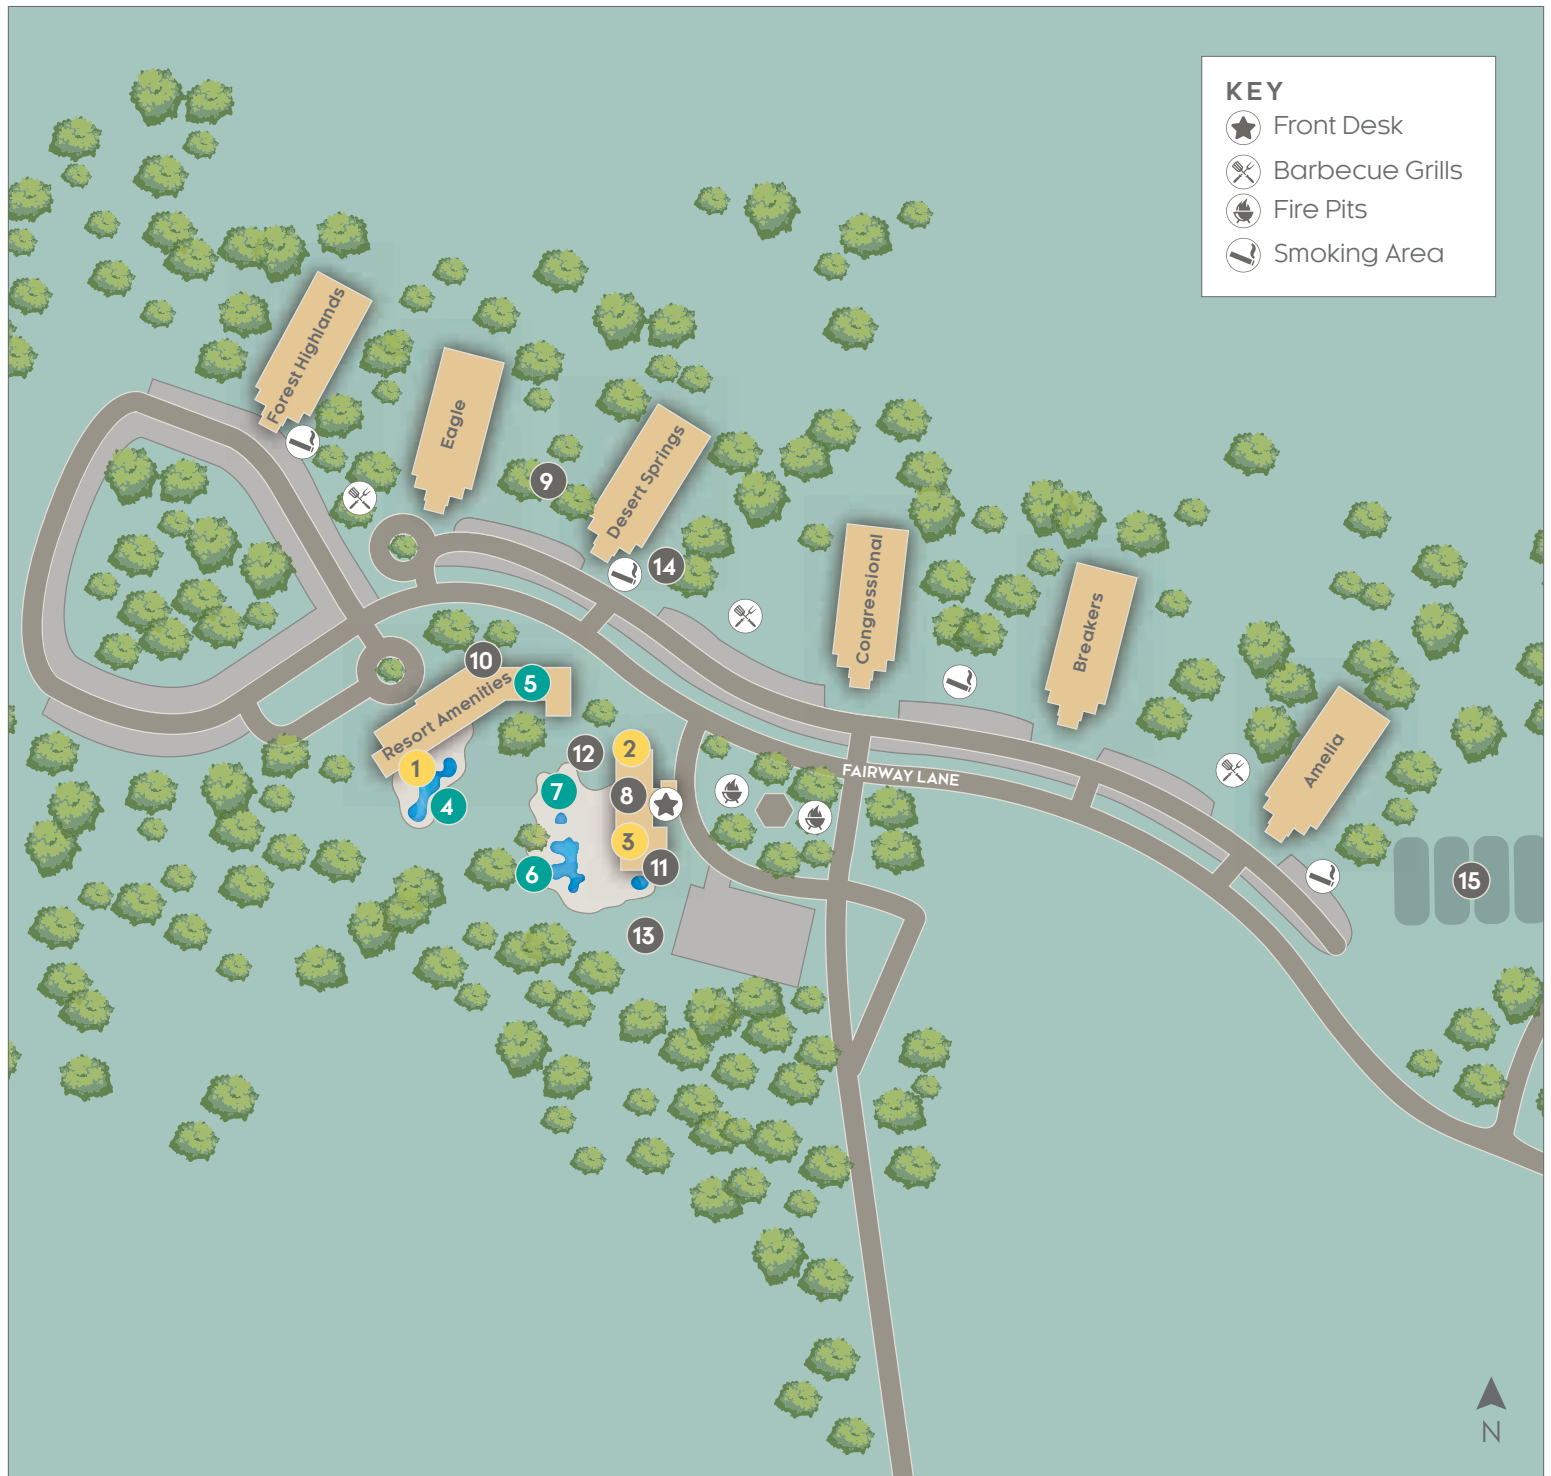 KEY
Front Desk
Barbecue Grills
Fire Pits
Smoking Area
Forest Highlands
Eagle
Desert Springs
9
14
Congressional
Breakers
Amelia
10
5
Resort Amenities
1
4
12
2
7
8
3
6
11
13
FAIRWAY LANE
15
N